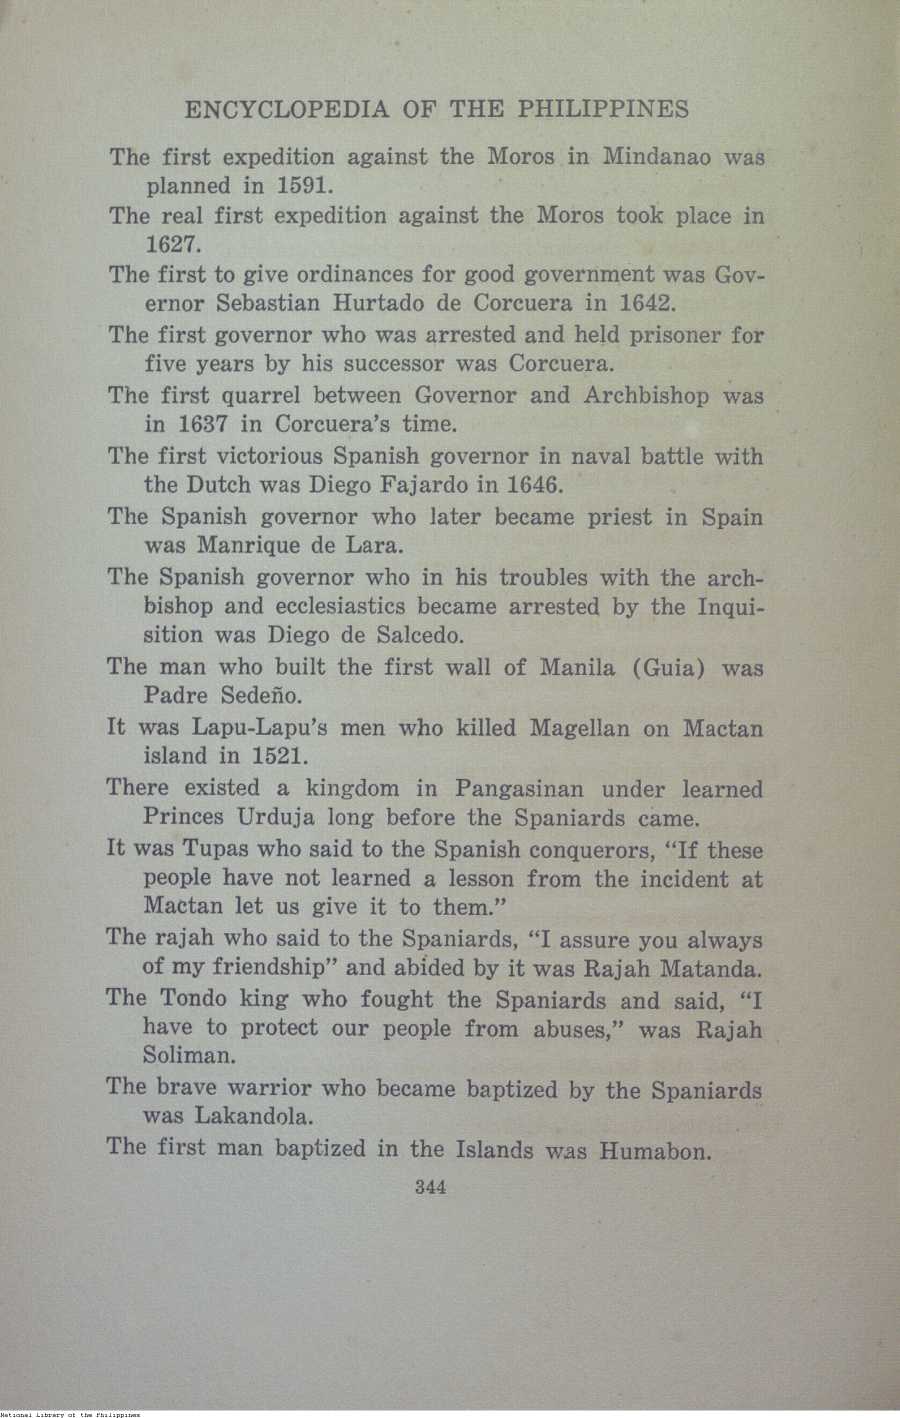 ENCYCLOPEDIA OF THE PHILIPPINES
The first expedition against the Moros in Mindanao was
planned in 1591.
The real first expedition against the Moros took place in
1627.
The first to give ordinances for good government was Gov-
ernor Sebastian Hurtado de Corcuera in 1642.
The first governor who was arrested and held prisoner for
five years by his successor was Corcuera.
The first quarrel between Governor and Archbishop was
in 1637 in Corcuera's time.
The first victorious Spanish governor in naval battle with
the Dutch was Diego Fajardo in 1646.
The Spanish governor who later became priest in Spain
was Manrique de Lara.
The Spanish governor who in his troubles with the arch-
bishop and ecclesiastics became arrested by the Inqui-
sition was Diego de Salcedo.
The man who built the first wall of Manila (Guia) was
Padre Sedeño.
It was Lapu-Lapu's men who killed Magellan on Mactan
island in 1521.
There existed a kingdom in Pangasinan under learned
Princes Urduja long before the Spaniards came.
It was Tupas who said to the Spanish conquerors, "If these
people have not learned a lesson from the incident at
Mactan let us give it to them."
The rajah who said to the Spaniards, "I assure you always
of my friendship" and abided by it was Rajah Matanda.
The Tondo king who fought the Spaniards and said, "I
have to protect our people from abuses," was Rajah
Soliman.
The brave warrior who became baptized by the Spaniards
was Lakandola.
The first man baptized in the Islands was Humabon.
344
National Library of the Philippines